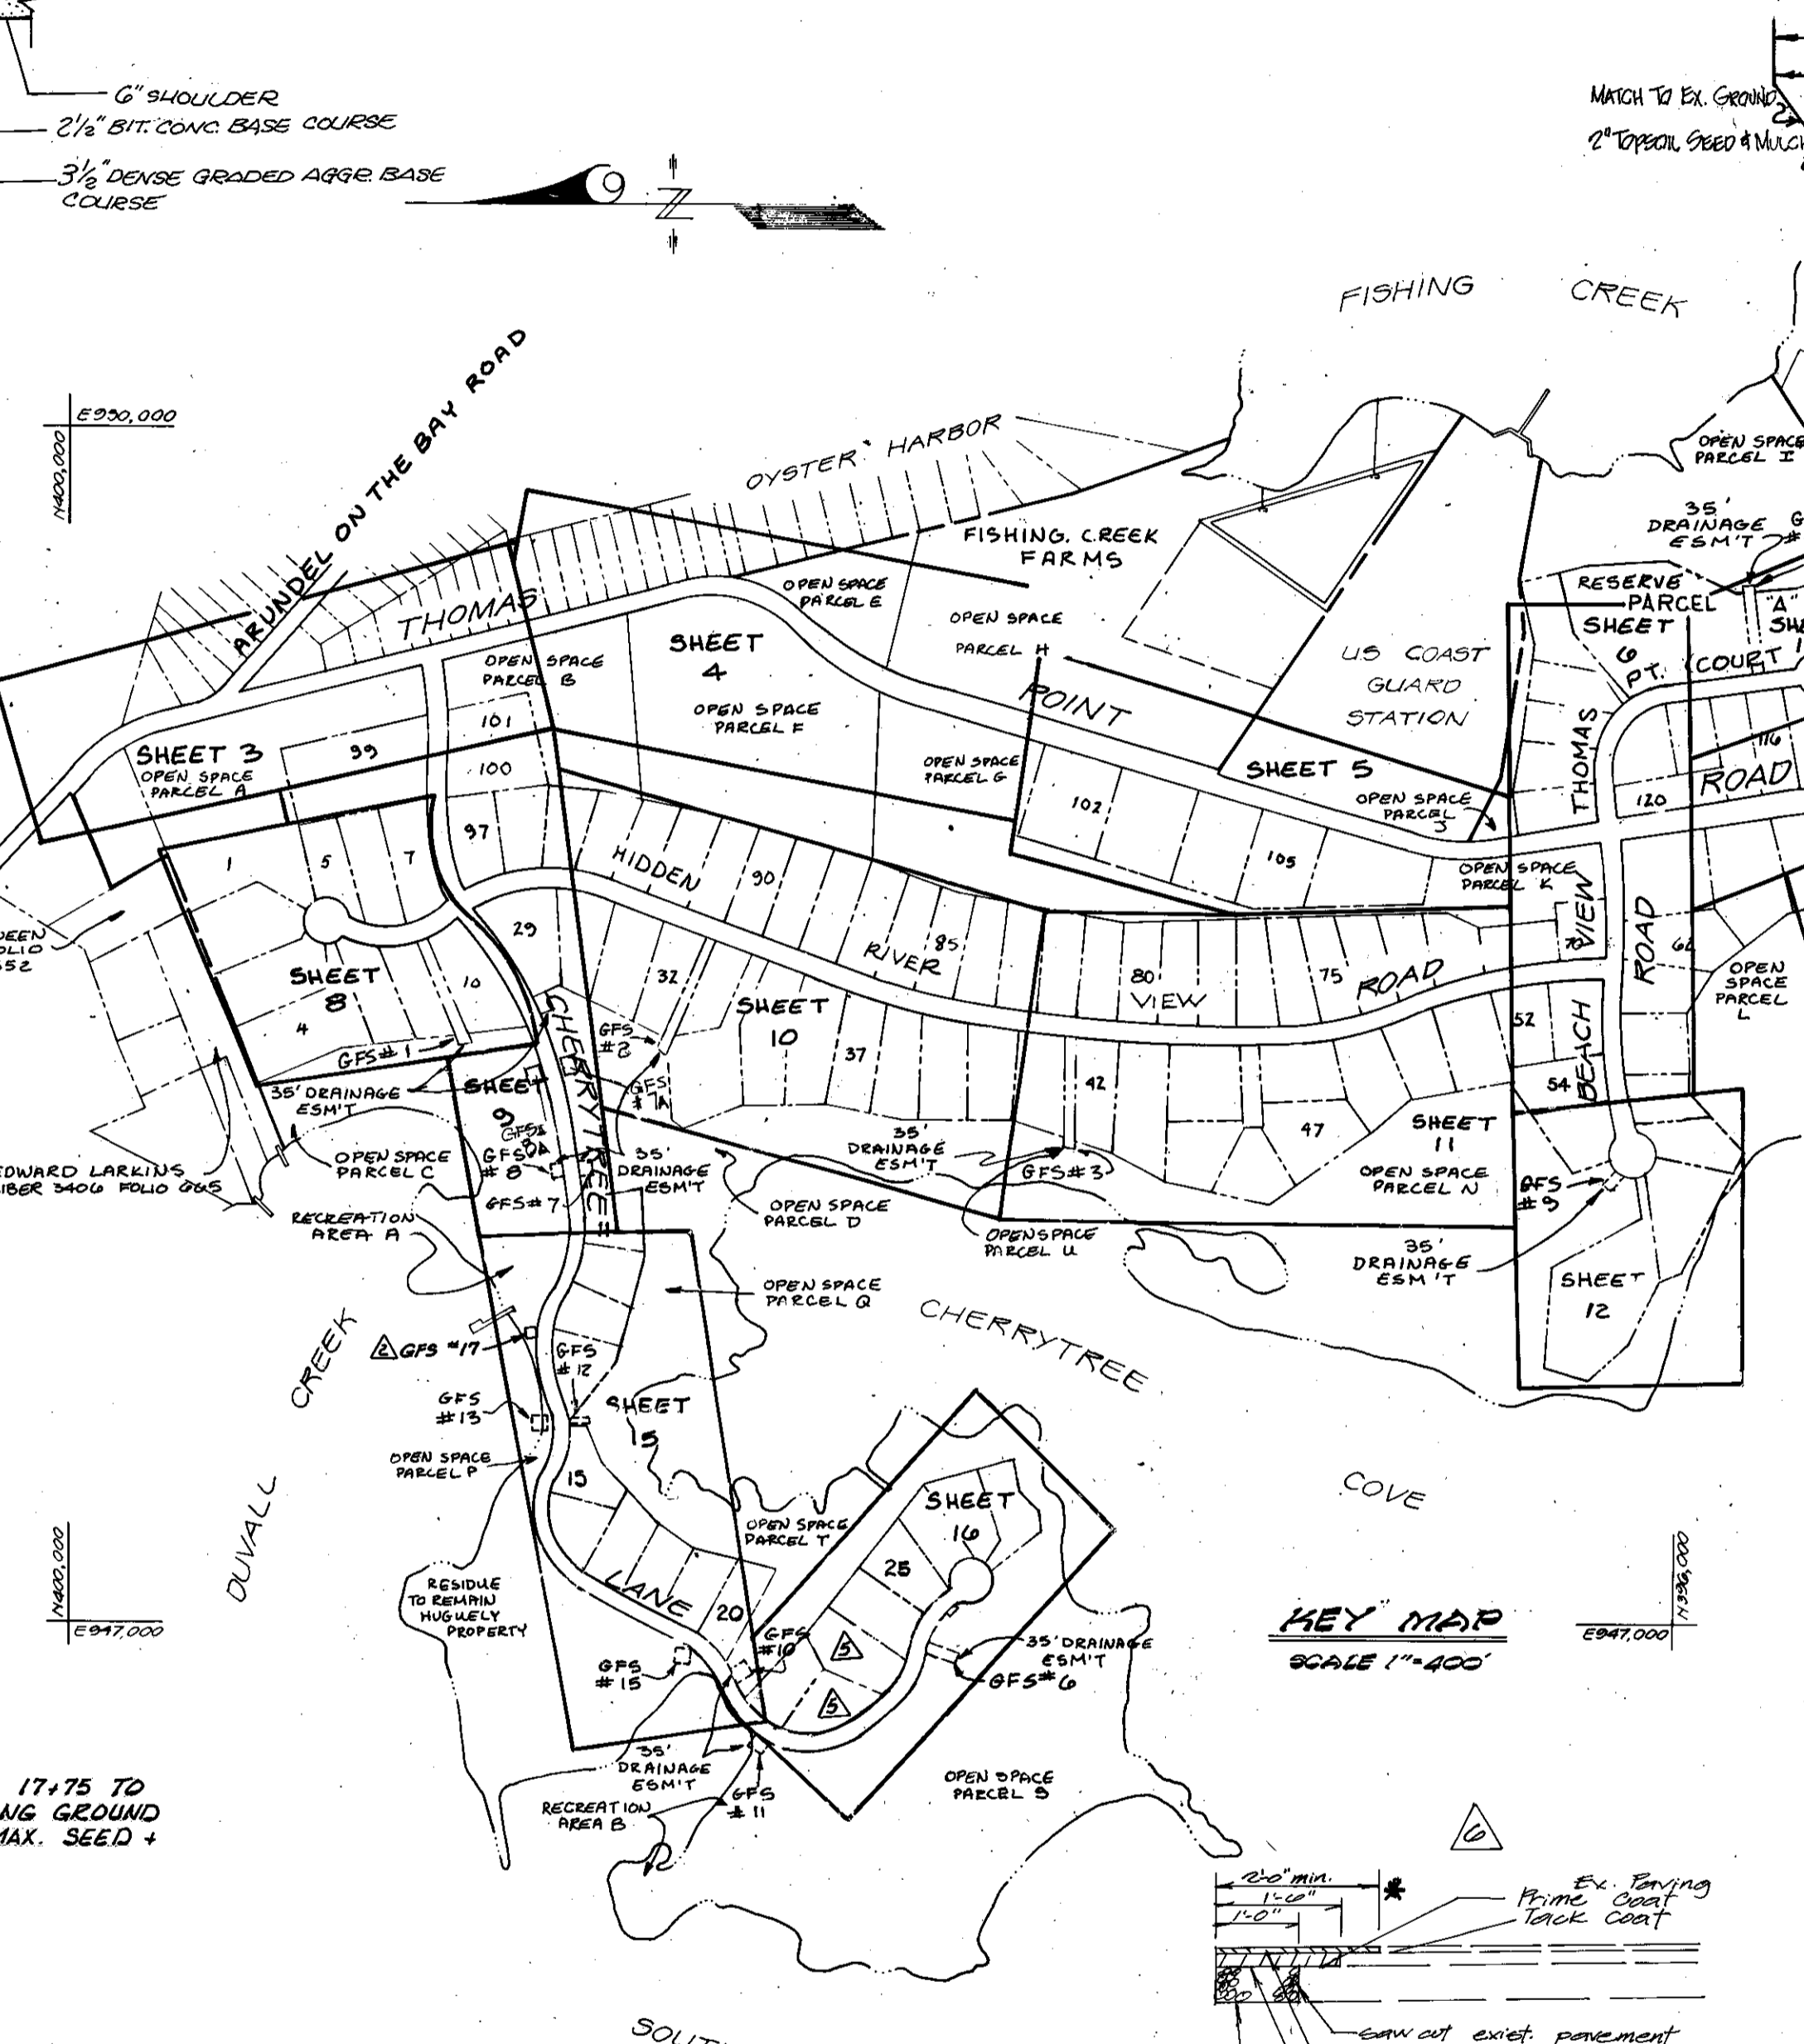 6" SHOULDER
2½" BIT. CONC. BASE COURSE
3½" DENSE GRADED AGGR. BASE
COURSE
N
MATCH TO EX. GROUND
2" TOPSOIL SEED & MULCH
FISHING CREEK
E950,000
N400,000
ARUNDEL ON THE BAY ROAD
OYSTER HARBOR
FISHING CREEK
FARMS
OPEN SPACE
PARCEL I
35'
DRAINAGE
ESM'T
RESERVE
PARCEL
"A"
THOMAS
POINT
ROAD
OPEN SPACE
PARCEL E
OPEN SPACE
PARCEL H
SHEET
4
OPEN SPACE
PARCEL B
OPEN SPACE
PARCEL F
U.S COAST
GUARD
STATION
SHEET
6
THOMAS
PT.
COURT
101
99
100
SHEET 3
OPEN SPACE
PARCEL A
OPEN SPACE
PARCEL G
SHEET 5
102
105
OPEN SPACE
PARCEL
J
116
120
OPEN SPACE
PARCEL K
1
5
7
97
HIDDEN
RIVER
VIEW
ROAD
90
85
80
75
70
62
29
32
37
42
47
52
54
BEACH
VIEW
ROAD
OPEN
SPACE
PARCEL
L
SHEET
8
4
10
GFS#1
35' DRAINAGE
ESM'T
SHEET
9
CHERRYTREE
GFS
#2
GFS
#7A
SHEET
10
GFS
#8
GFS#7
35'
DRAINAGE
ESM'T
35'
DRAINAGE
ESM'T
GFS#3
SHEET
11
OPEN SPACE
PARCEL N
GFS
#9
35'
DRAINAGE
ESM'T
SHEET
12
EDWARD LARKINS
LIBER 3406 FOLIO 665
OPEN SPACE
PARCEL C
RECREATION
AREA A
OPEN SPACE
PARCEL D
OPEN SPACE
PARCEL U
OPEN SPACE
PARCEL Q
CHERRYTREE
COVE
DUVALL CREEK
2 GFS #17
GFS
#12
GFS
#13
SHEET
15
OPEN SPACE
PARCEL P
15
OPEN SPACE
PARCEL T
SHEET
16
25
LANE
20
RESIDUE
TO REMAIN
HUGUELY
PROPERTY
GFS
#10
GFS
#15
5
5
35' DRAINAGE
ESM'T
GFS#6
35'
DRAINAGE
ESM'T
GFS
#11
RECREATION
AREA B
OPEN SPACE
PARCEL S
N400,000
E947,000
KEY MAP
SCALE 1"=400'
N396,000
E947,000
17+75 TO
GROUND
MAX. SEED +
6
2'-0" min.
1'-6"
1'-0"
Ex. Paving
Prime Coat
Tack Coat
saw cut exist. pavement